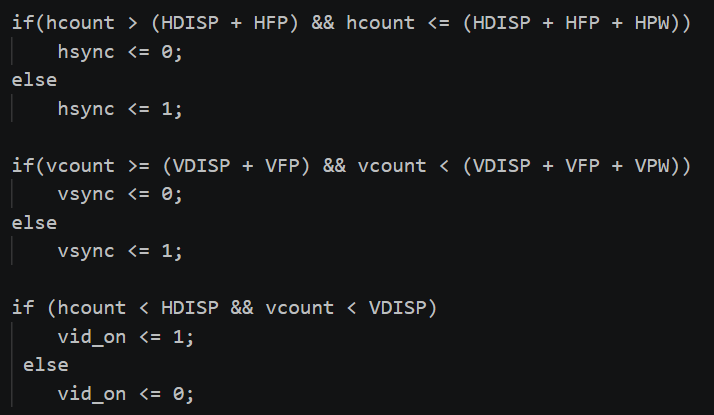 if(hcount > (HDISP + HFP) && hcount <= (HDISP + HFP + HPW))
    hsync <= 0;
else
    hsync <= 1;

if(vcount >= (VDISP + VFP) && vcount < (VDISP + VFP + VPW))
    vsync <= 0;
else
    vsync <= 1;

if (hcount < HDISP && vcount < VDISP)
    vid_on <= 1;
 else
    vid_on <= 0;